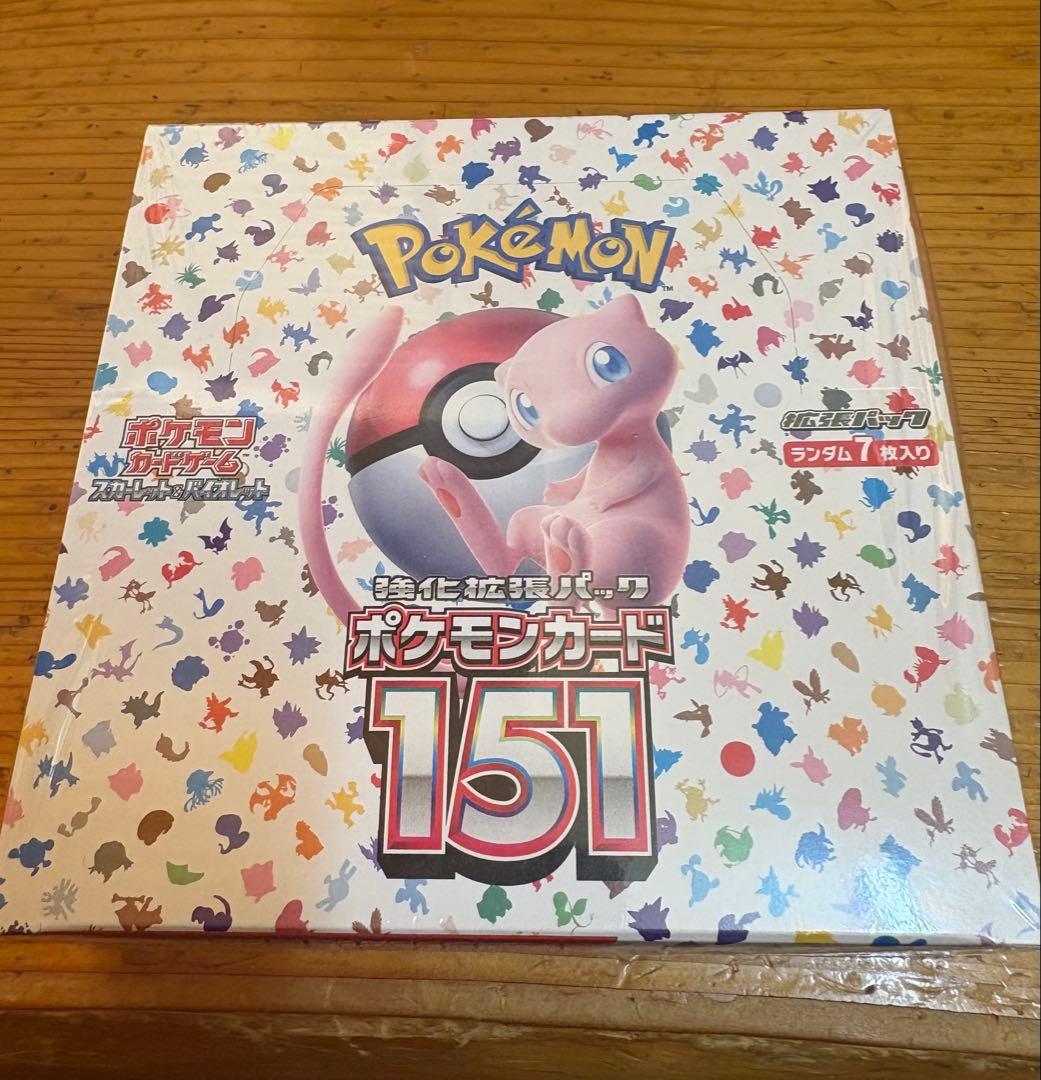 POKéMON
TM
ポケモン
カードゲーム
スカーレット&バイオレット
拡張パック
ランダム7枚入り
強化拡張パック
ポケモンカード
151